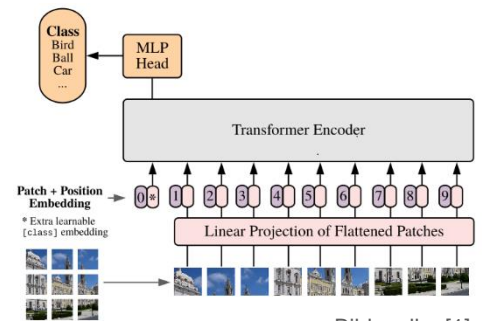 Class
Bird
Ball
Car
...
MLP
Head
Transformer Encoder
Patch + Position
Embedding
0 * 1 2 3 4 5 6 7 8 9
* Extra learnable
[class] embedding
Linear Projection of Flattened Patches